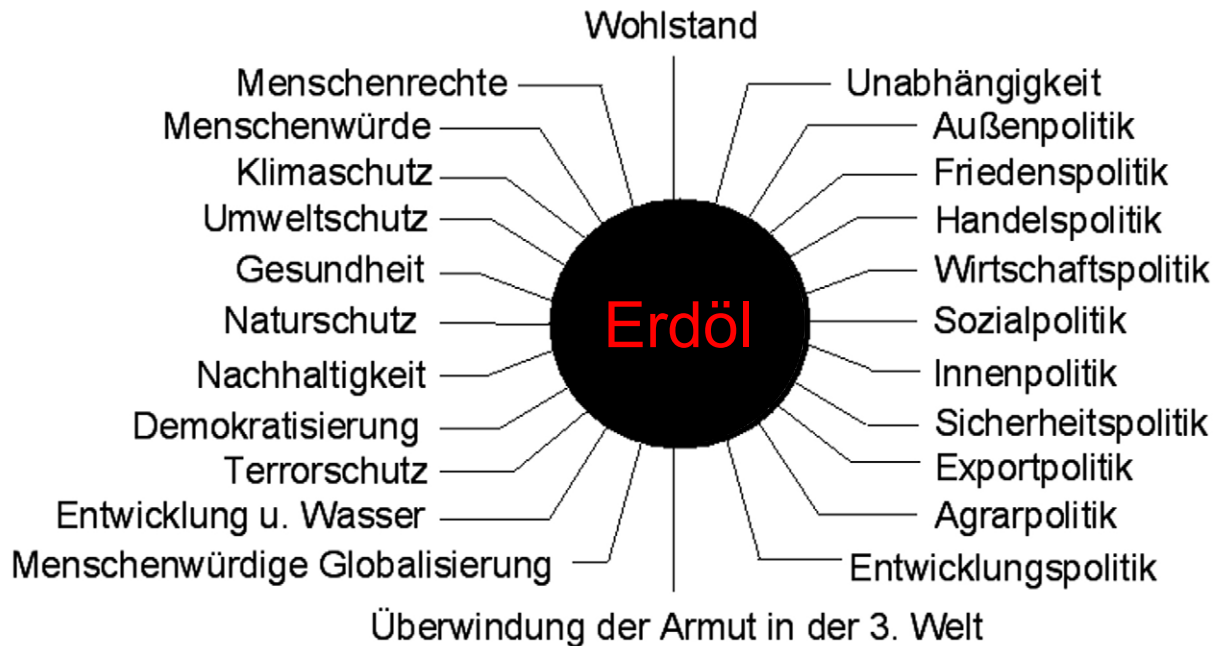 Wohlstand
Menschenrechte
Unabhängigkeit
Menschenwürde
Außenpolitik
Klimaschutz
Friedenspolitik
Umweltschutz
Handelspolitik
Gesundheit
Wirtschaftspolitik
Naturschutz
Erdöl
Sozialpolitik
Nachhaltigkeit
Innenpolitik
Demokratisierung
Sicherheitspolitik
Terrorschutz
Exportpolitik
Entwicklung u. Wasser
Agrarpolitik
Menschenwürdige Globalisierung
Entwicklungspolitik
Überwindung der Armut in der 3. Welt